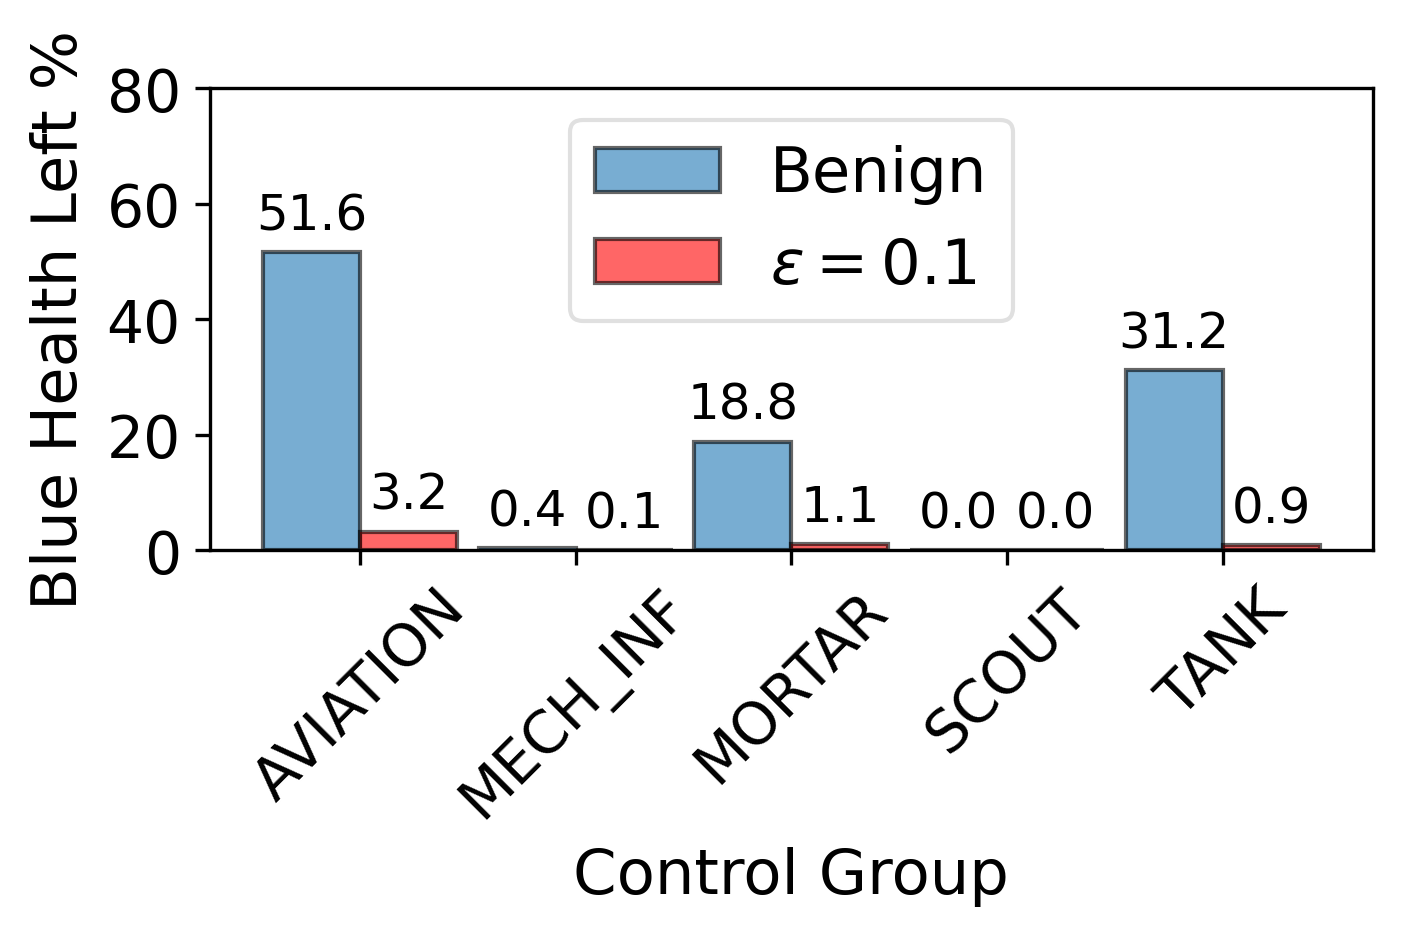 Blue Health Left %
80
60
40
20
0
Benign
ε = 0.1
51.6
3.2
0.4
0.1
18.8
1.1
0.0
0.0
31.2
0.9
AVIATION
MECH_INF
MORTAR
SCOUT
TANK
Control Group